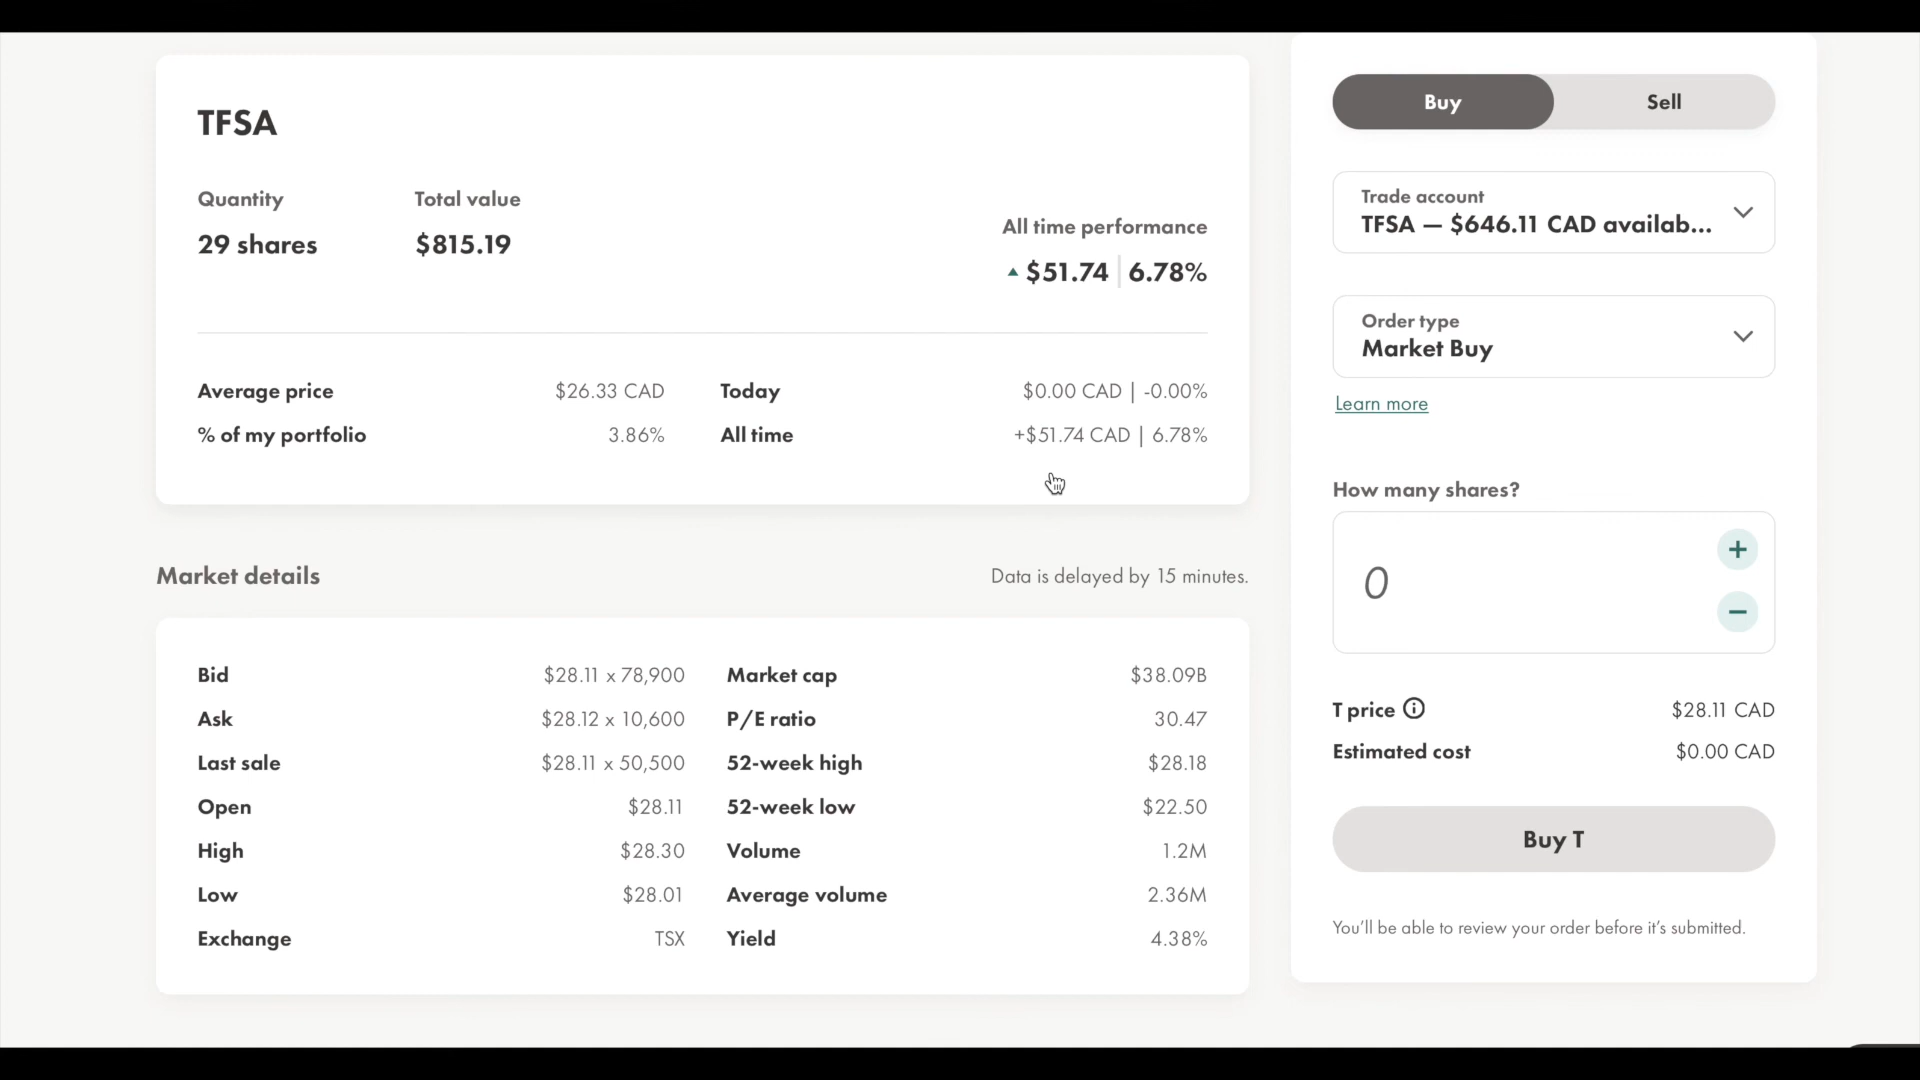 TFSA
Quantity
29 shares
Total value
$815.19
All time performance
$51.74 | 6.78%
Average price $26.33 CAD
% of my portfolio 3.86%
Today $0.00 CAD | -0.00%
All time +$51.74 CAD | 6.78%
Market details
Data is delayed by 15 minutes.
Bid $28.11 x 78,900
Ask $28.12 x 10,600
Last sale $28.11 x 50,500
Open $28.11
High $28.30
Low $28.01
Exchange TSX
Market cap $38.09B
P/E ratio 30.47
52-week high $28.18
52-week low $22.50
Volume 1.2M
Average volume 2.36M
Yield 4.38%
Buy
Sell
Trade account
TFSA — $646.11 CAD availab...
Order type
Market Buy
Learn more
How many shares?
0
T price $28.11 CAD
Estimated cost $0.00 CAD
Buy T
You'll be able to review your order before it's submitted.